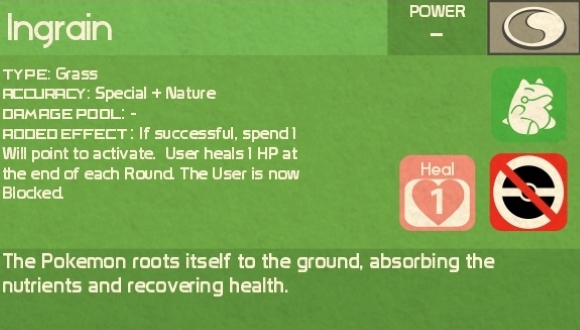 Ingrain
POWER
–
TYPE: Grass
ACCURACY: Special + Nature
DAMAGE POOL: -
ADDED EFFECT: If successful, spend 1
Will point to activate. User heals 1 HP at
the end of each Round. The User is now
Blocked.
Heal
1
The Pokemon roots itself to the ground, absorbing the
nutrients and recovering health.